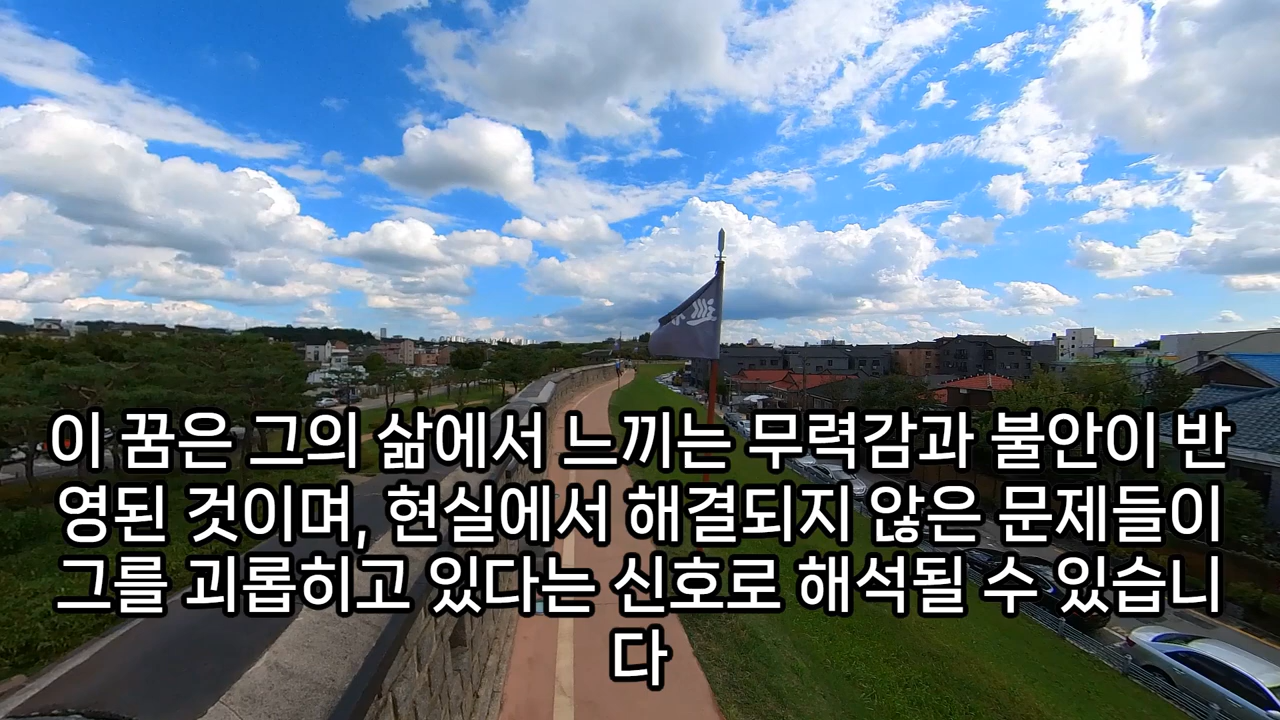 이 꿈은 그의 삶에서 느끼는 무력감과 불안이 반
영된 것이며, 현실에서 해결되지 않은 문제들이
그를 괴롭히고 있다는 신호로 해석될 수 있습니
다